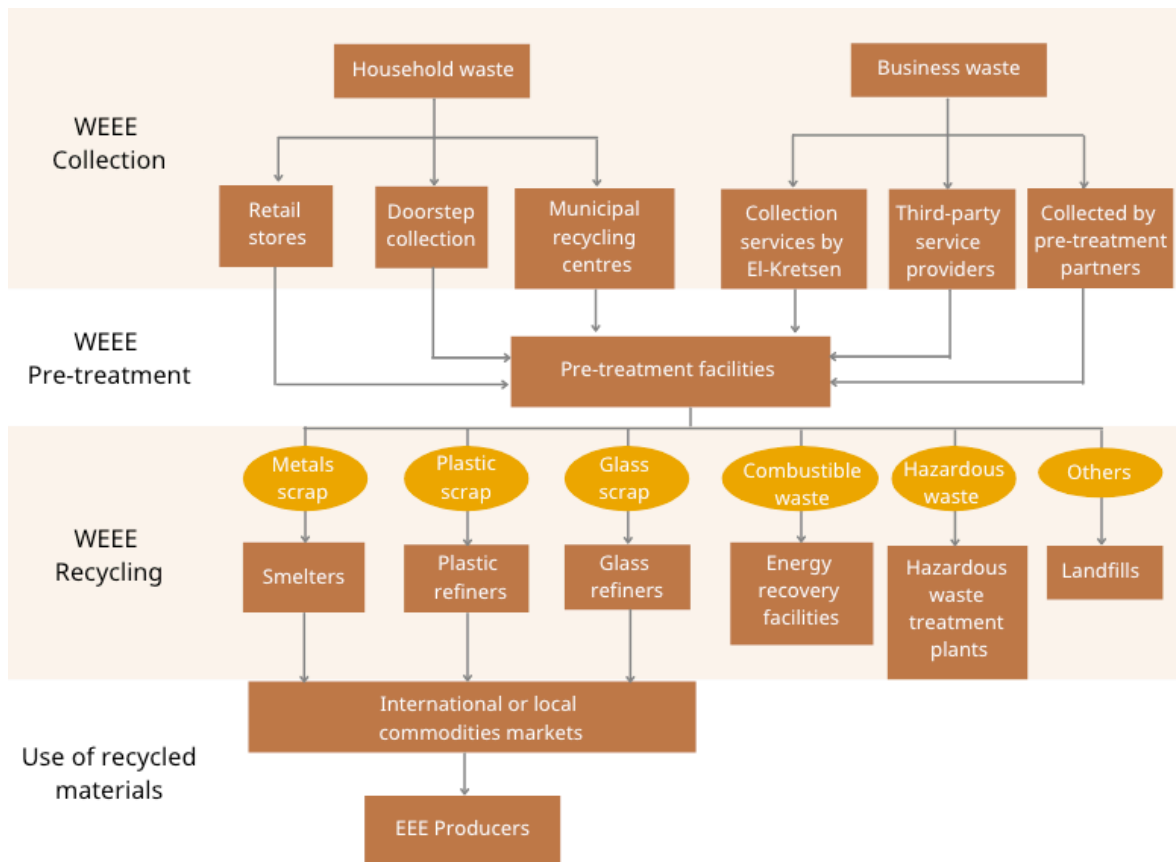 WEEE
Collection
Household waste
Business waste
Retail
stores
Doorstep
collection
Municipal
recycling
centres
Collection
services by
El-Kretsen
Third-party
service
providers
Collected by
pre-treatment
partners
WEEE
Pre-treatment
Pre-treatment facilities
WEEE
Recycling
Metals
scrap
Plastic
scrap
Glass
scrap
Combustible
waste
Hazardous
waste
Others
Smelters
Plastic
refiners
Glass
refiners
Energy
recovery
facilities
Hazardous
waste
treatment
plants
Landfills
Use of recycled
materials
International or local
commodities markets
EEE Producers